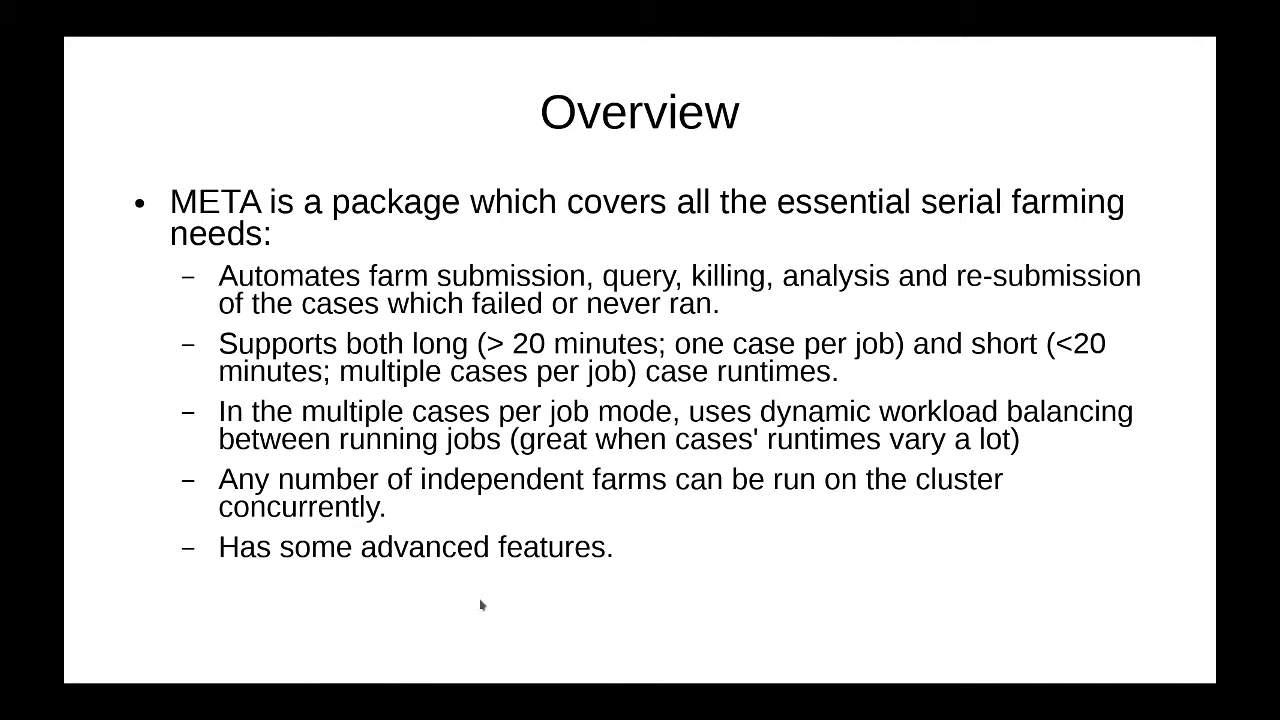 Overview
• META is a package which covers all the essential serial farming
needs:
– Automates farm submission, query, killing, analysis and re-submission
of the cases which failed or never ran.
– Supports both long (> 20 minutes; one case per job) and short (<20
minutes; multiple cases per job) case runtimes.
– In the multiple cases per job mode, uses dynamic workload balancing
between running jobs (great when cases' runtimes vary a lot)
– Any number of independent farms can be run on the cluster
concurrently.
– Has some advanced features.